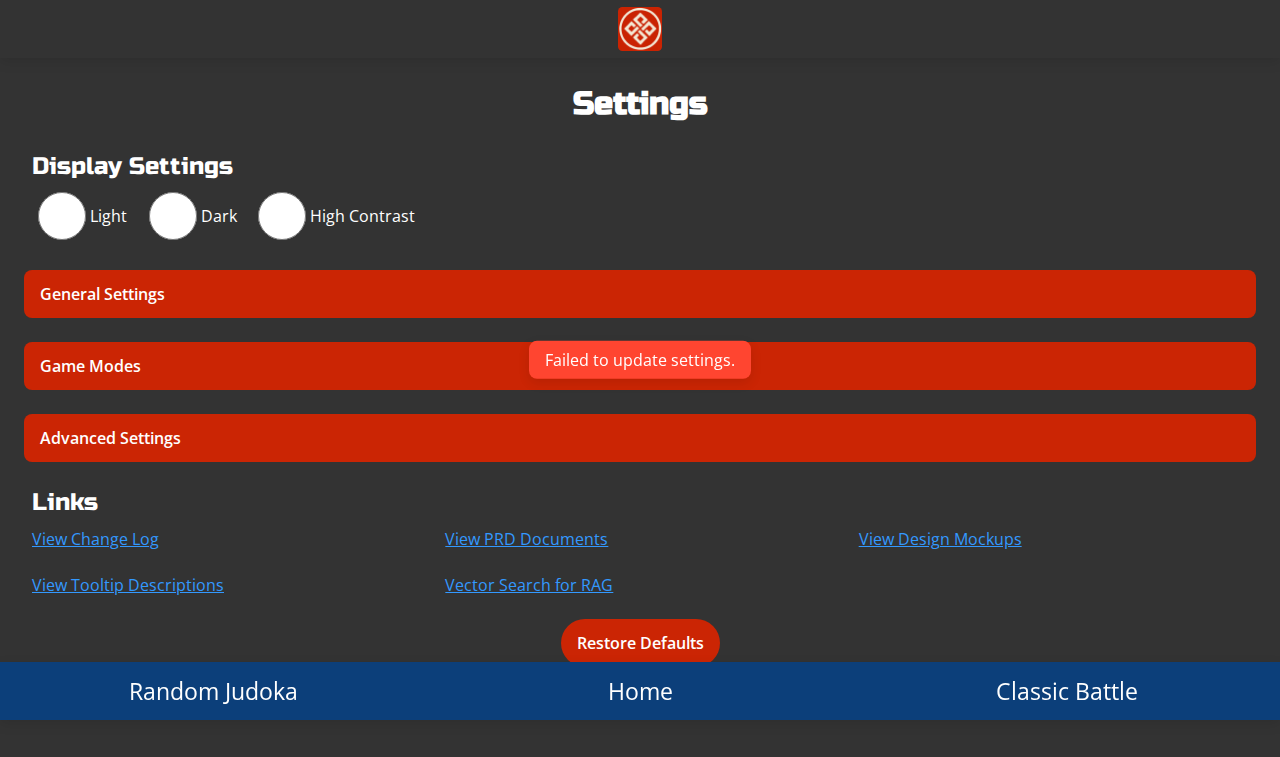 Settings
Display Settings
Light Dark High Contrast
General Settings
Game Modes
Failed to update settings.
Advanced Settings
Links
View Change Log View PRD Documents View Design Mockups
View Tooltip Descriptions Vector Search for RAG
Restore Defaults
Random Judoka Home Classic Battle